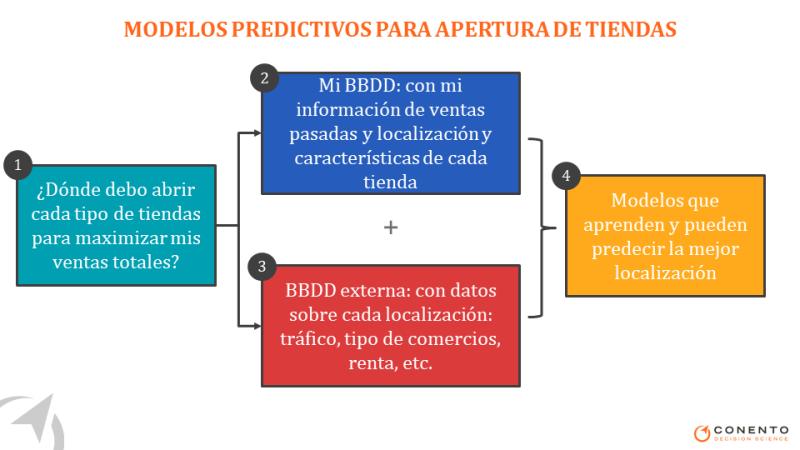 MODELOS PREDICTIVOS PARA APERTURA DE TIENDAS
1
¿Dónde debo abrir
cada tipo de tiendas
para maximizar mis
ventas totales?
2
Mi BBDD: con mi
información de ventas
pasadas y localización y
características de cada
tienda
+
3
BBDD externa: con datos
sobre cada localización:
tráfico, tipo de comercios,
renta, etc.
4
Modelos que
aprenden y pueden
predecir la mejor
localización
CONENTO
DECISION SCIENCE